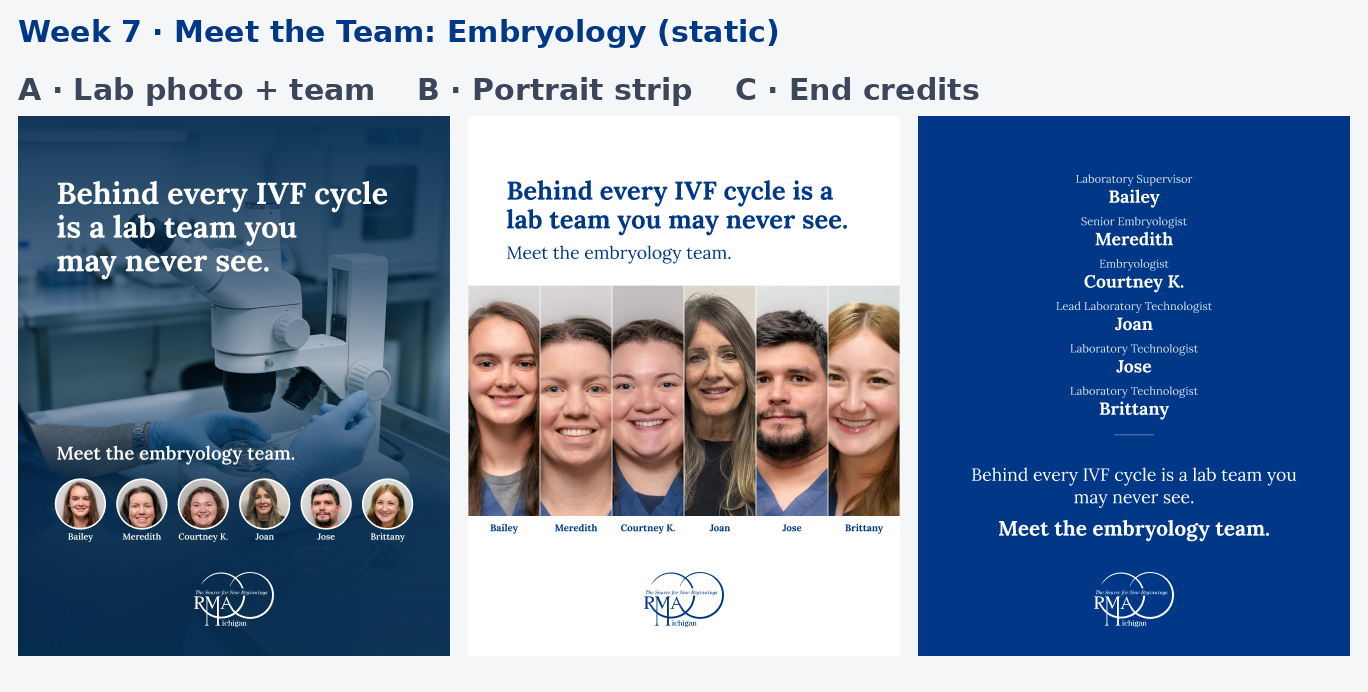 Week 7 · Meet the Team: Embryology (static)
A · Lab photo + team B · Portrait strip C · End credits
Behind every IVF cycle
is a lab team you
may never see.
Meet the embryology team.
Bailey Meredith Courtney K. Joan Jose Brittany
The Source for New Beginnings
RMA
Michigan
Behind every IVF cycle is a
lab team you may never see.
Meet the embryology team.
Bailey Meredith Courtney K. Joan Jose Brittany
The Source for New Beginnings
RMA
Michigan
Laboratory Supervisor
Bailey
Senior Embryologist
Meredith
Embryologist
Courtney K.
Lead Laboratory Technologist
Joan
Laboratory Technologist
Jose
Laboratory Technologist
Brittany
Behind every IVF cycle is a lab team you
may never see.
Meet the embryology team.
The Source for New Beginnings
RMA
Michigan